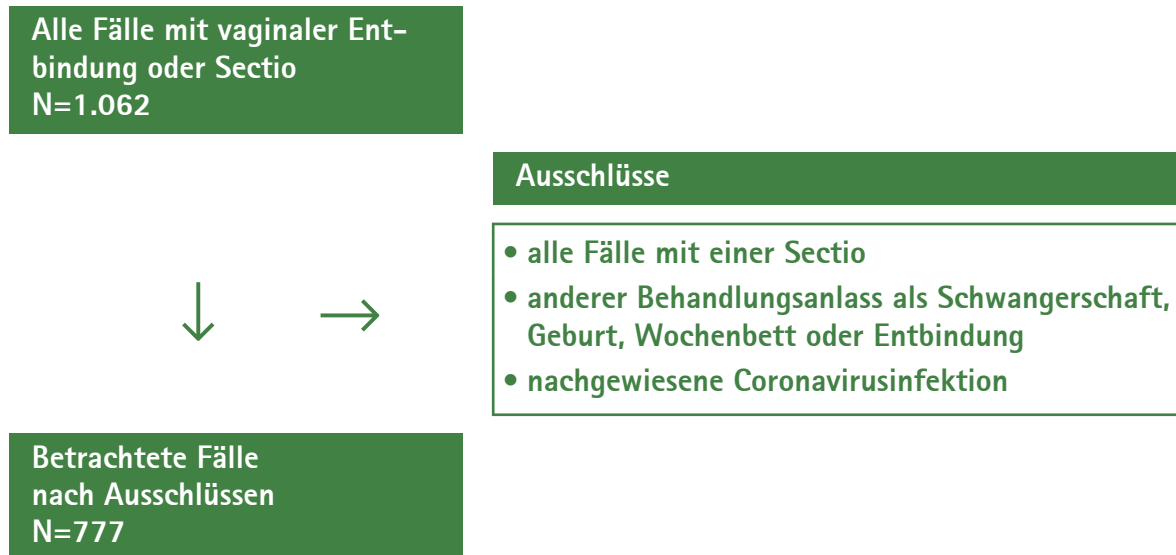 Alle Fälle mit vaginaler Ent-
bindung oder Sectio
N=1.062
Ausschlüsse
• alle Fälle mit einer Sectio
• anderer Behandlungsanlass als Schwangerschaft,
Geburt, Wochenbett oder Entbindung
• nachgewiesene Coronavirusinfektion
Betrachtete Fälle
nach Ausschlüssen
N=777